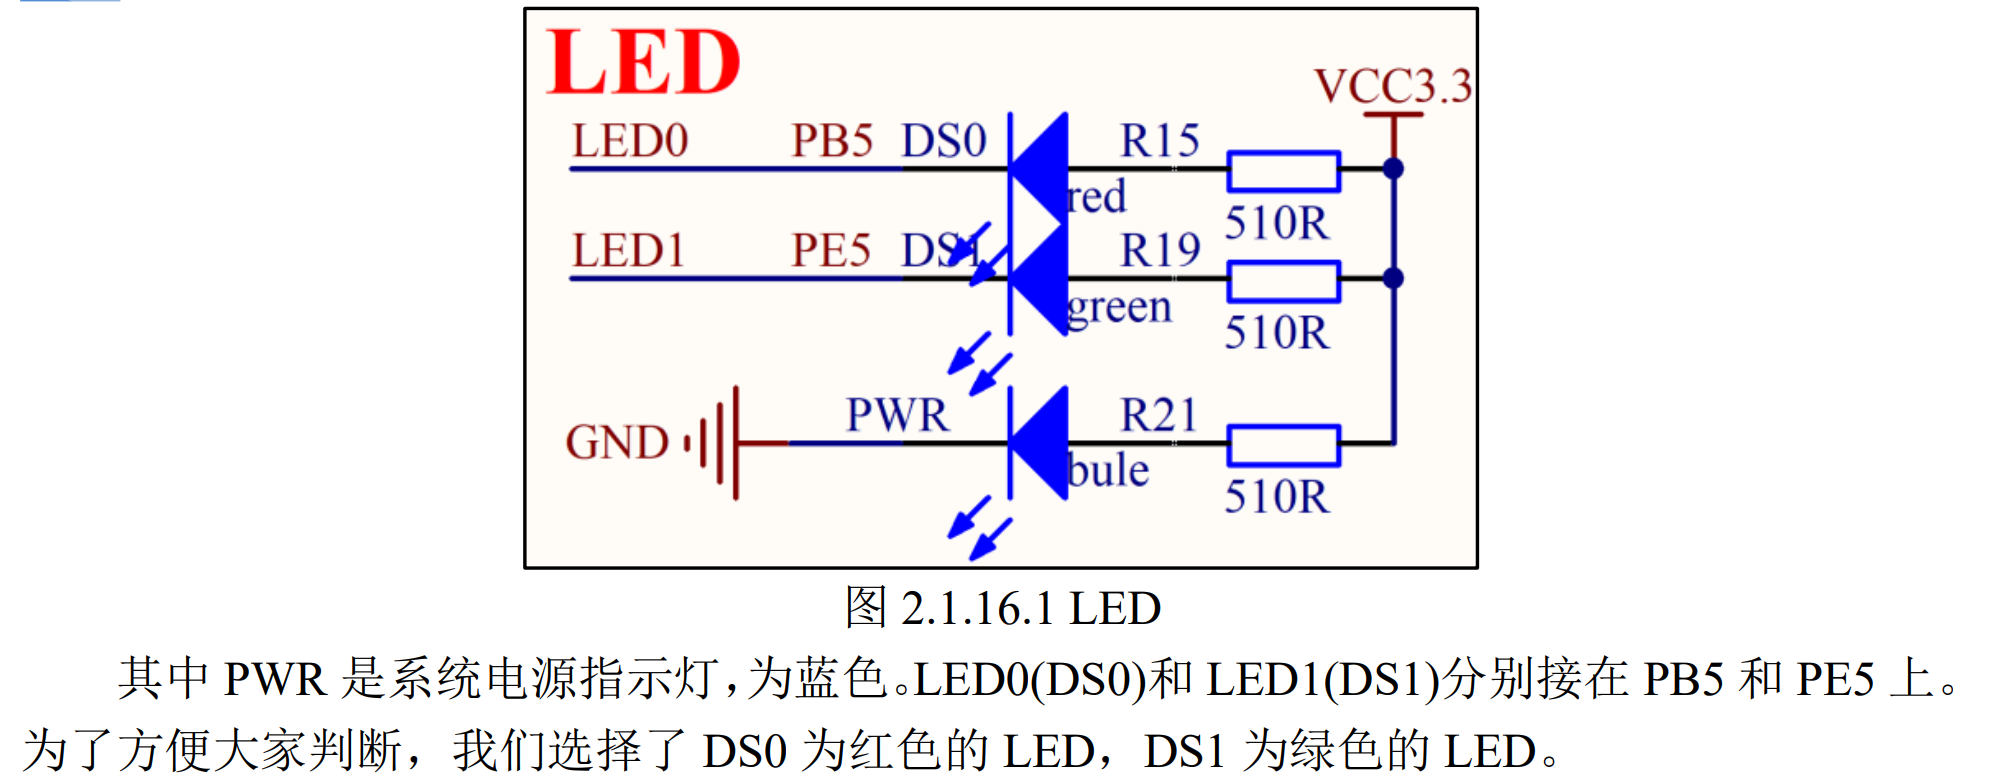 LED
VCC3.3
LED0 PB5 DS0 R15
red
510R
LED1 PE5 DS1 R19
green
510R
PWR R21
GND
bule
510R
图 2.1.16.1 LED
其中 PWR 是系统电源指示灯，为蓝色。LED0(DS0)和 LED1(DS1)分别接在 PB5 和 PE5 上。
为了方便大家判断，我们选择了 DS0 为红色的 LED，DS1 为绿色的 LED。